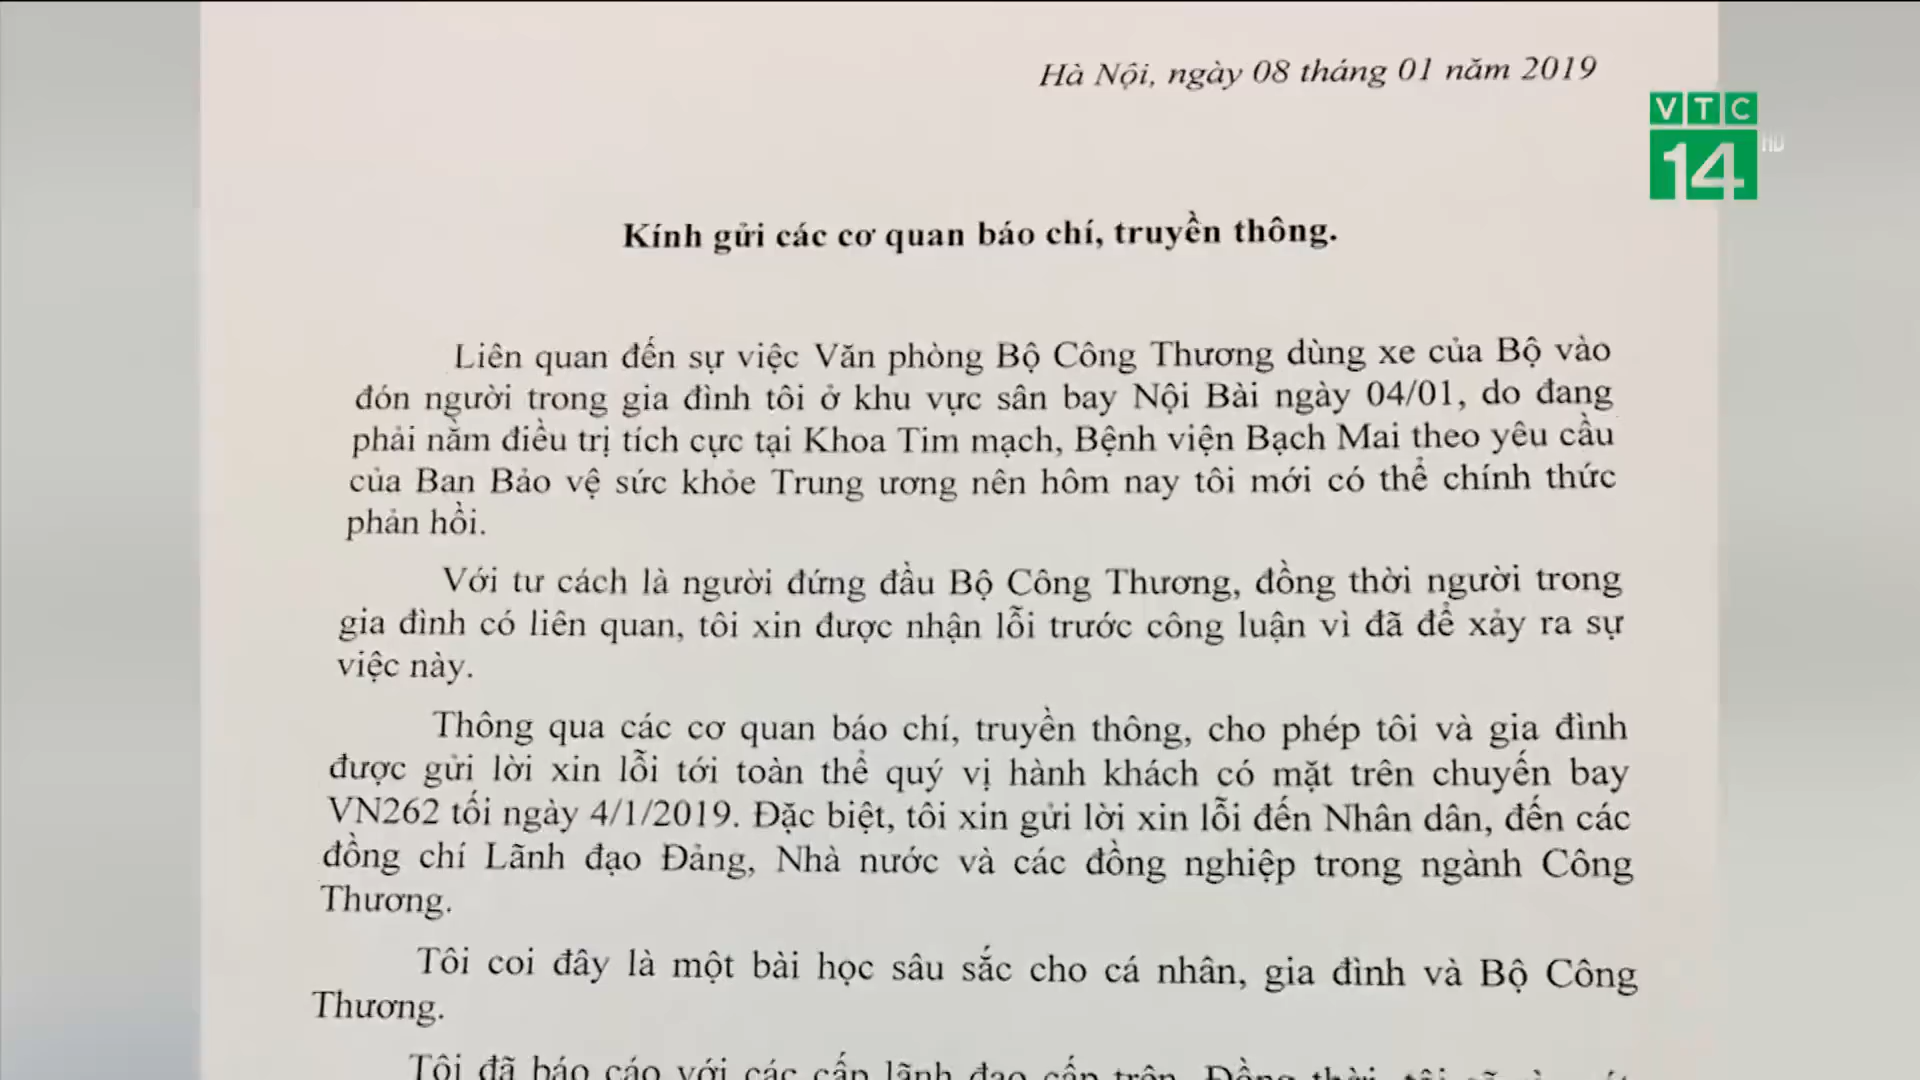 Hà Nội, ngày 08 tháng 01 năm 2019
VTC
14 HD
Kính gửi các cơ quan báo chí, truyền thông.
Liên quan đến sự việc Văn phòng Bộ Công Thương dùng xe của Bộ vào
đón người trong gia đình tôi ở khu vực sân bay Nội Bài ngày 04/01, do đang
phải nằm điều trị tích cực tại Khoa Tim mạch, Bệnh viện Bạch Mai theo yêu cầu
của Ban Bảo vệ sức khỏe Trung ương nên hôm nay tôi mới có thể chính thức
phản hồi.
Với tư cách là người đứng đầu Bộ Công Thương, đồng thời người trong
gia đình có liên quan, tôi xin được nhận lỗi trước công luận vì đã để xảy ra sự
việc này.
Thông qua các cơ quan báo chí, truyền thông, cho phép tôi và gia đình
được gửi lời xin lỗi tới toàn thể quý vị hành khách có mặt trên chuyến bay
VN262 tối ngày 4/1/2019. Đặc biệt, tôi xin gửi lời xin lỗi đến Nhân dân, đến các
đồng chí Lãnh đạo Đảng, Nhà nước và các đồng nghiệp trong ngành Công
Thương.
Tôi coi đây là một bài học sâu sắc cho cá nhân, gia đình và Bộ Công
Thương.
Tôi đã báo cáo với các cấp lãnh đạo cấp trên. Đồng thời, tôi